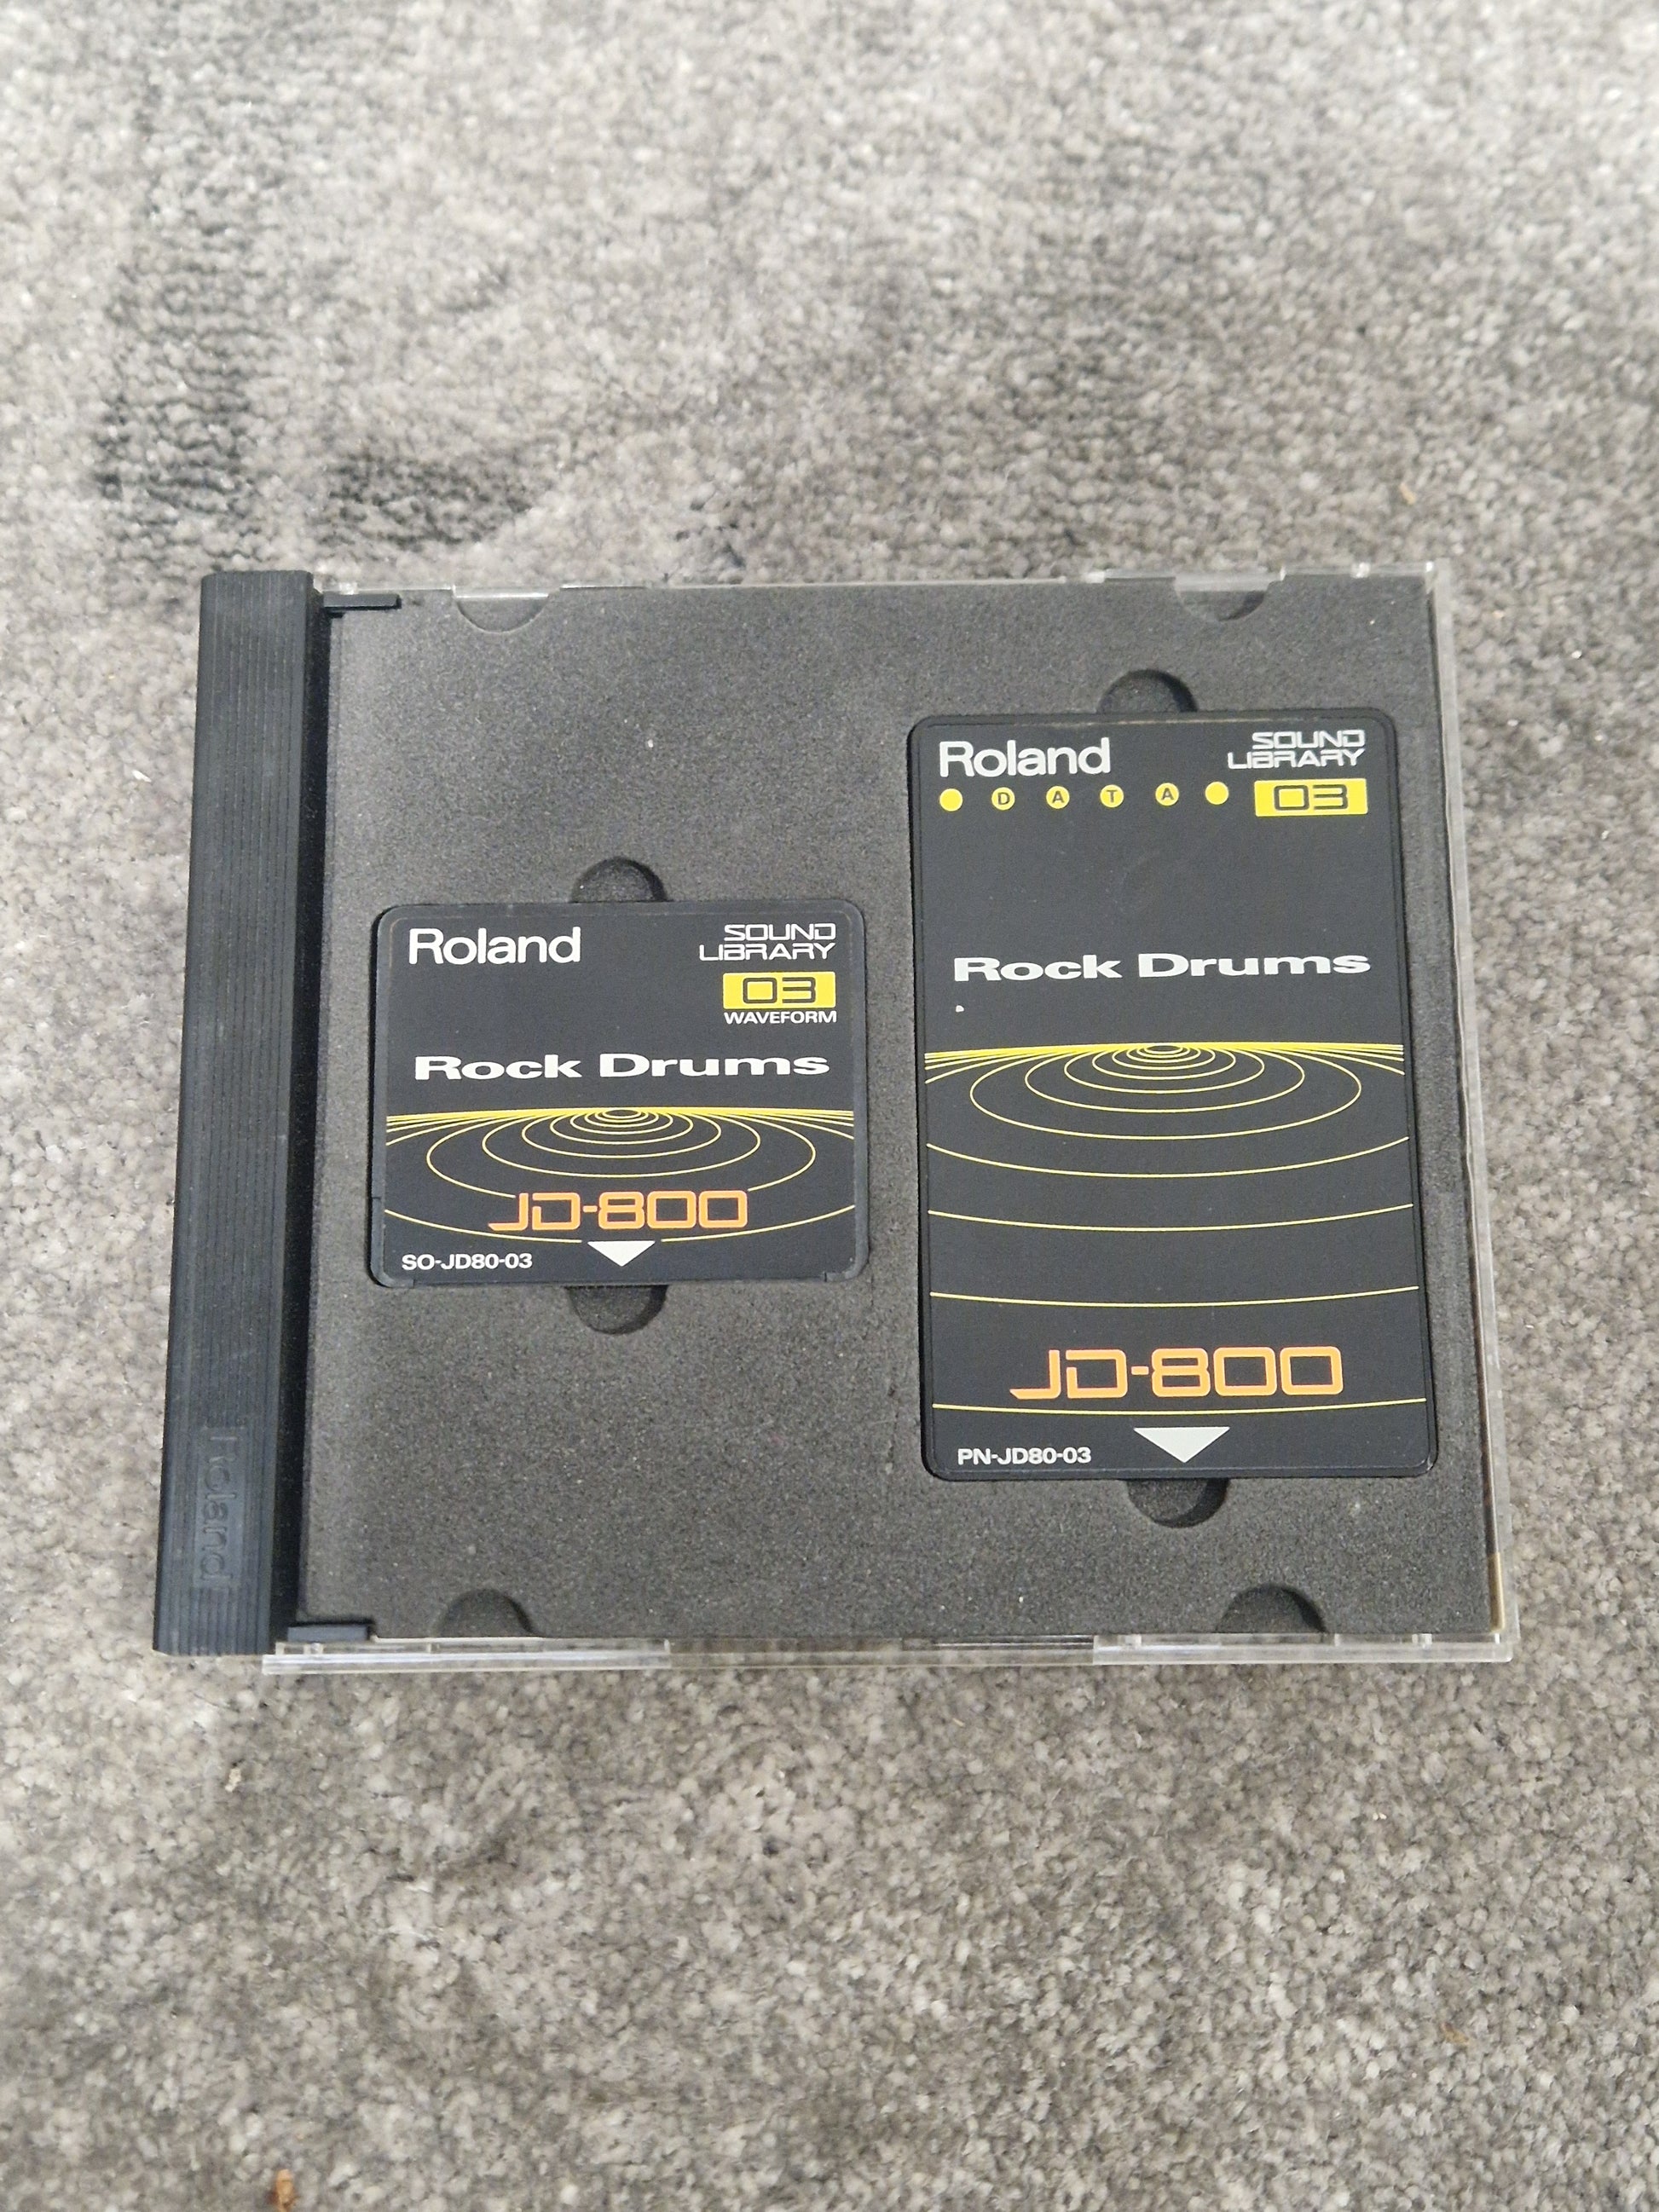 Roland
SOUND
LIBRARY
03
WAVEFORM
Rock Drums
JD-800
SO-JD80-03
Roland
SOUND
LIBRARY
DATA 03
Rock Drums
JD-800
PN-JD80-03
Roland